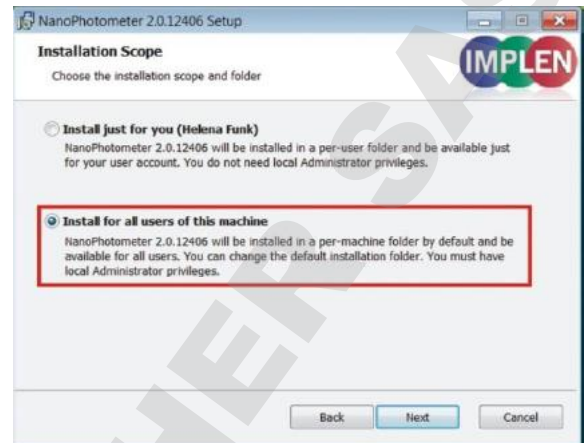 NanoPhotometer 2.0.12406 Setup
Installation Scope
Choose the installation scope and folder
IMPLEN
Install just for you (Helena Funk)
NanoPhotometer 2.0.12406 will be installed in a per-user folder and be available just
for your user account. You do not need local Administrator privileges.
Install for all users of this machine
NanoPhotometer 2.0.12406 will be installed in a per-machine folder by default and be
available for all users. You can change the default installation folder. You must have
local Administrator privileges.
Back Next Cancel